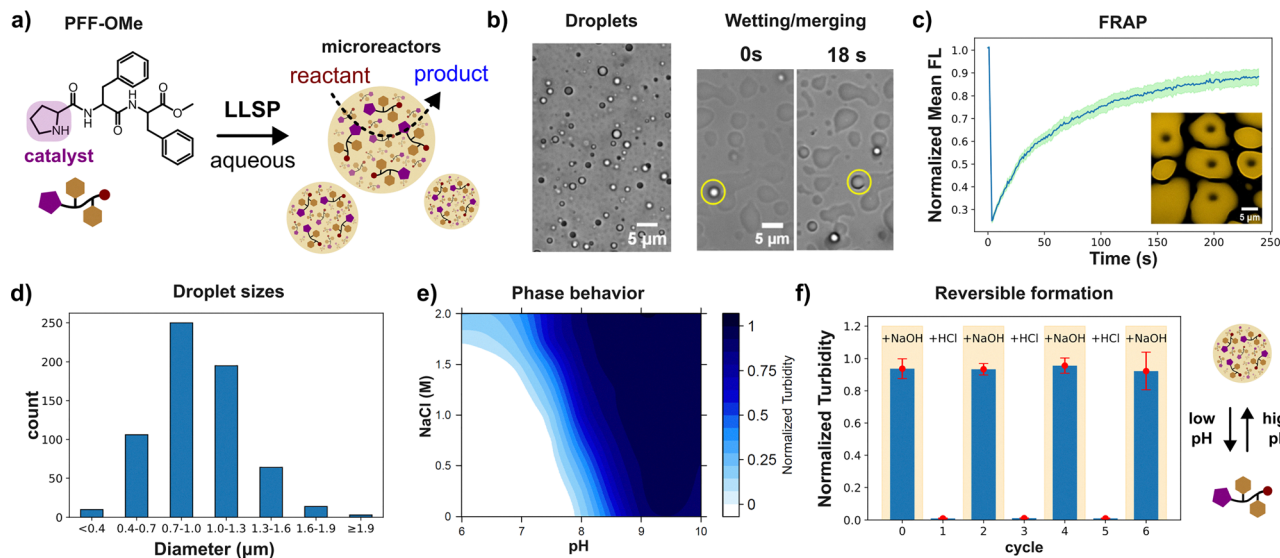 a)
PFF-OMe
O
H
N
O
O
NH
N
H
O
catalyst
LLSP
aqueous
microreactors
reactant
product
b)
Droplets
5 µm
Wetting/merging
0s
18 s
5 µm
5 µm
c)
FRAP
Normalized Mean FL
1.0
0.9
0.8
0.7
0.6
0.5
0.4
0.3
5 µm
0
50
100
150
200
250
Time (s)
d)
Droplet sizes
count
250
200
150
100
50
0
<0.4
0.4-0.7
0.7-1.0
1.0-1.3
1.3-1.6
1.6-1.9
≥1.9
Diameter (µm)
e)
Phase behavior
NaCl (M)
2.0
1.5
1
0.5
0
6
7
8
9
10
pH
1
0.75
0.5
0.25
0
Normalized Turbidity
f)
Reversible formation
Normalized Turbidity
1.2
1.0
0.8
0.6
0.4
0.2
0.0
+NaOH
+HCl
+NaOH
+HCl
+NaOH
+HCl
+NaOH
0
1
2
3
4
5
6
cycle
low
pH